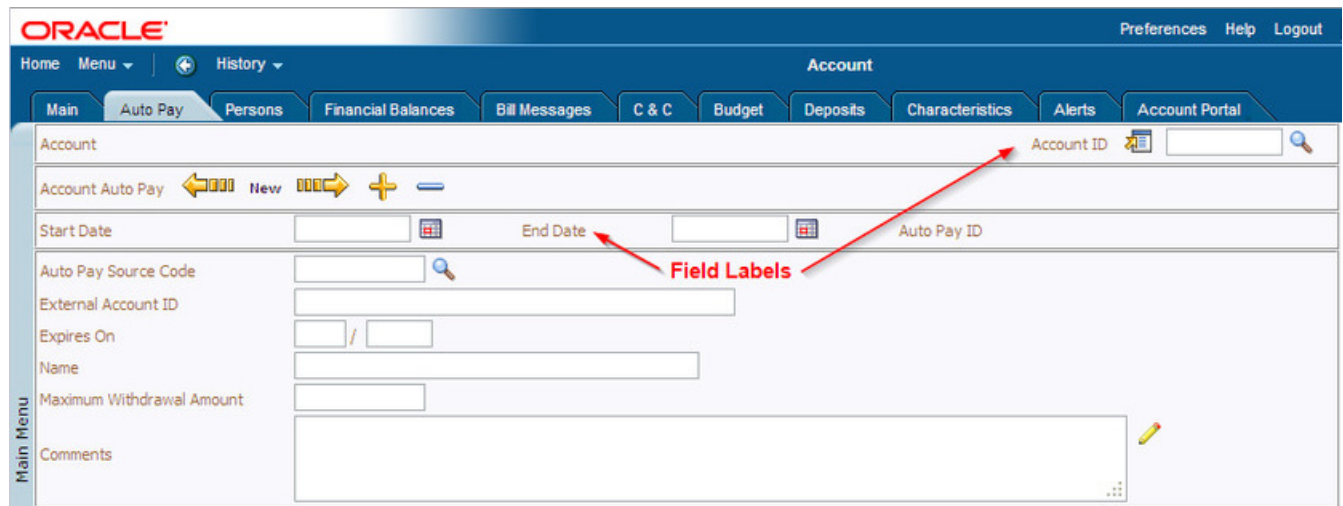 ORACLE
Preferences Help Logout
Home Menu History Account
Main Auto Pay Persons Financial Balances Bill Messages C & C Budget Deposits Characteristics Alerts Account Portal
Account Account ID
Account Auto Pay New
Start Date End Date Auto Pay ID
Field Labels
Auto Pay Source Code
External Account ID
Expires On /
Name
Maximum Withdrawal Amount
Comments
Main Menu